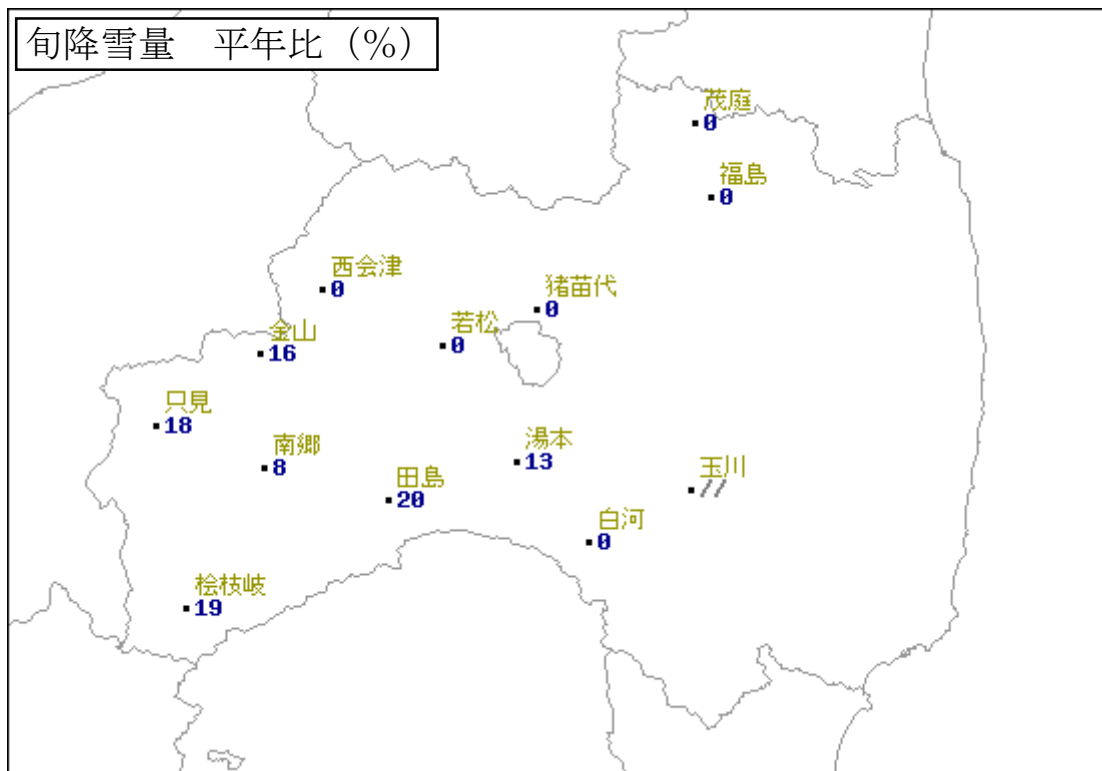 旬降雪量　平年比（％）
茂庭
0
福島
0
西会津
0
猪苗代
0
金山
16
若松
0
只見
18
南郷
8
湯本
13
田島
20
玉川
//
白河
0
桧枝岐
19